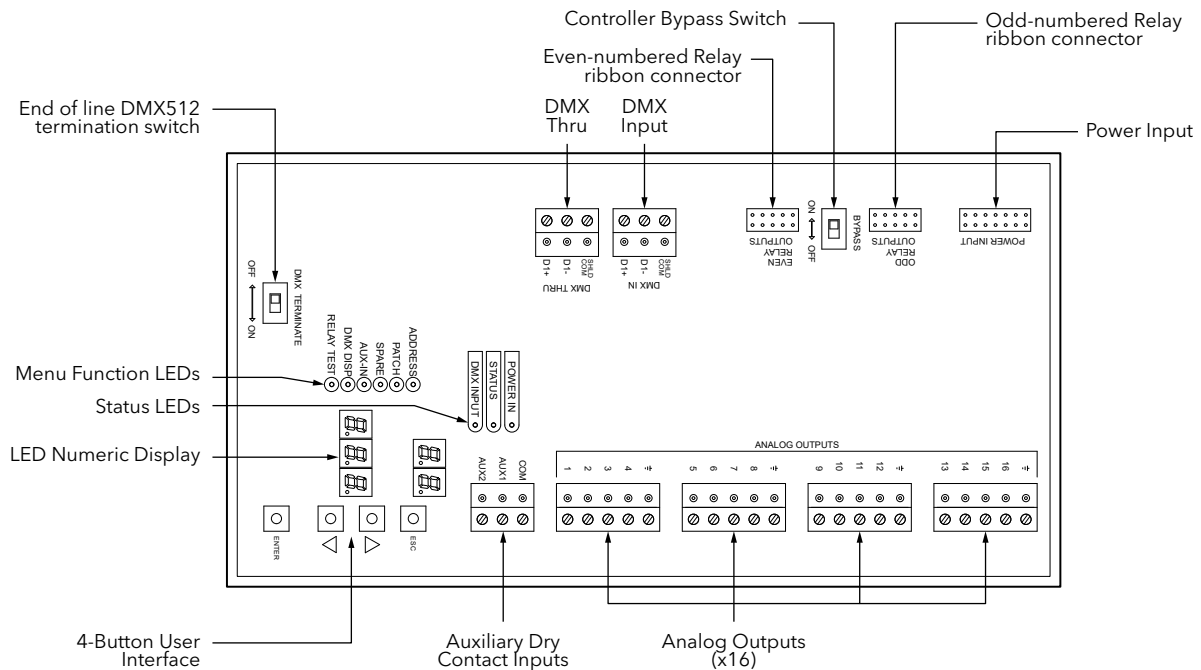 Controller Bypass Switch
Odd-numbered Relay
ribbon connector
Even-numbered Relay
ribbon connector
End of line DMX512
termination switch
DMX
Thru
DMX
Input
Power Input
OFF
ON
DMX TERMINATE
D1+
D1-
SHLD
COM
DMX THRU
D1+
D1-
SHLD
COM
DMX IN
EVEN
RELAY
OUTPUTS
ON
OFF
BYPASS
ODD
RELAY
OUTPUTS
POWER INPUT
RELAY TEST
DMX DISP
AUX-IN
SPARE
PATCH
ADDRESS
DMX INPUT
STATUS
POWER IN
Menu Function LEDs
Status LEDs
LED Numeric Display
ANALOG OUTPUTS
AUX2
AUX1
COM
1
2
3
4
5
6
7
8
9
10
11
12
13
14
15
16
ENTER
ESC
4-Button User
Interface
Auxiliary Dry
Contact Inputs
Analog Outputs
(x16)